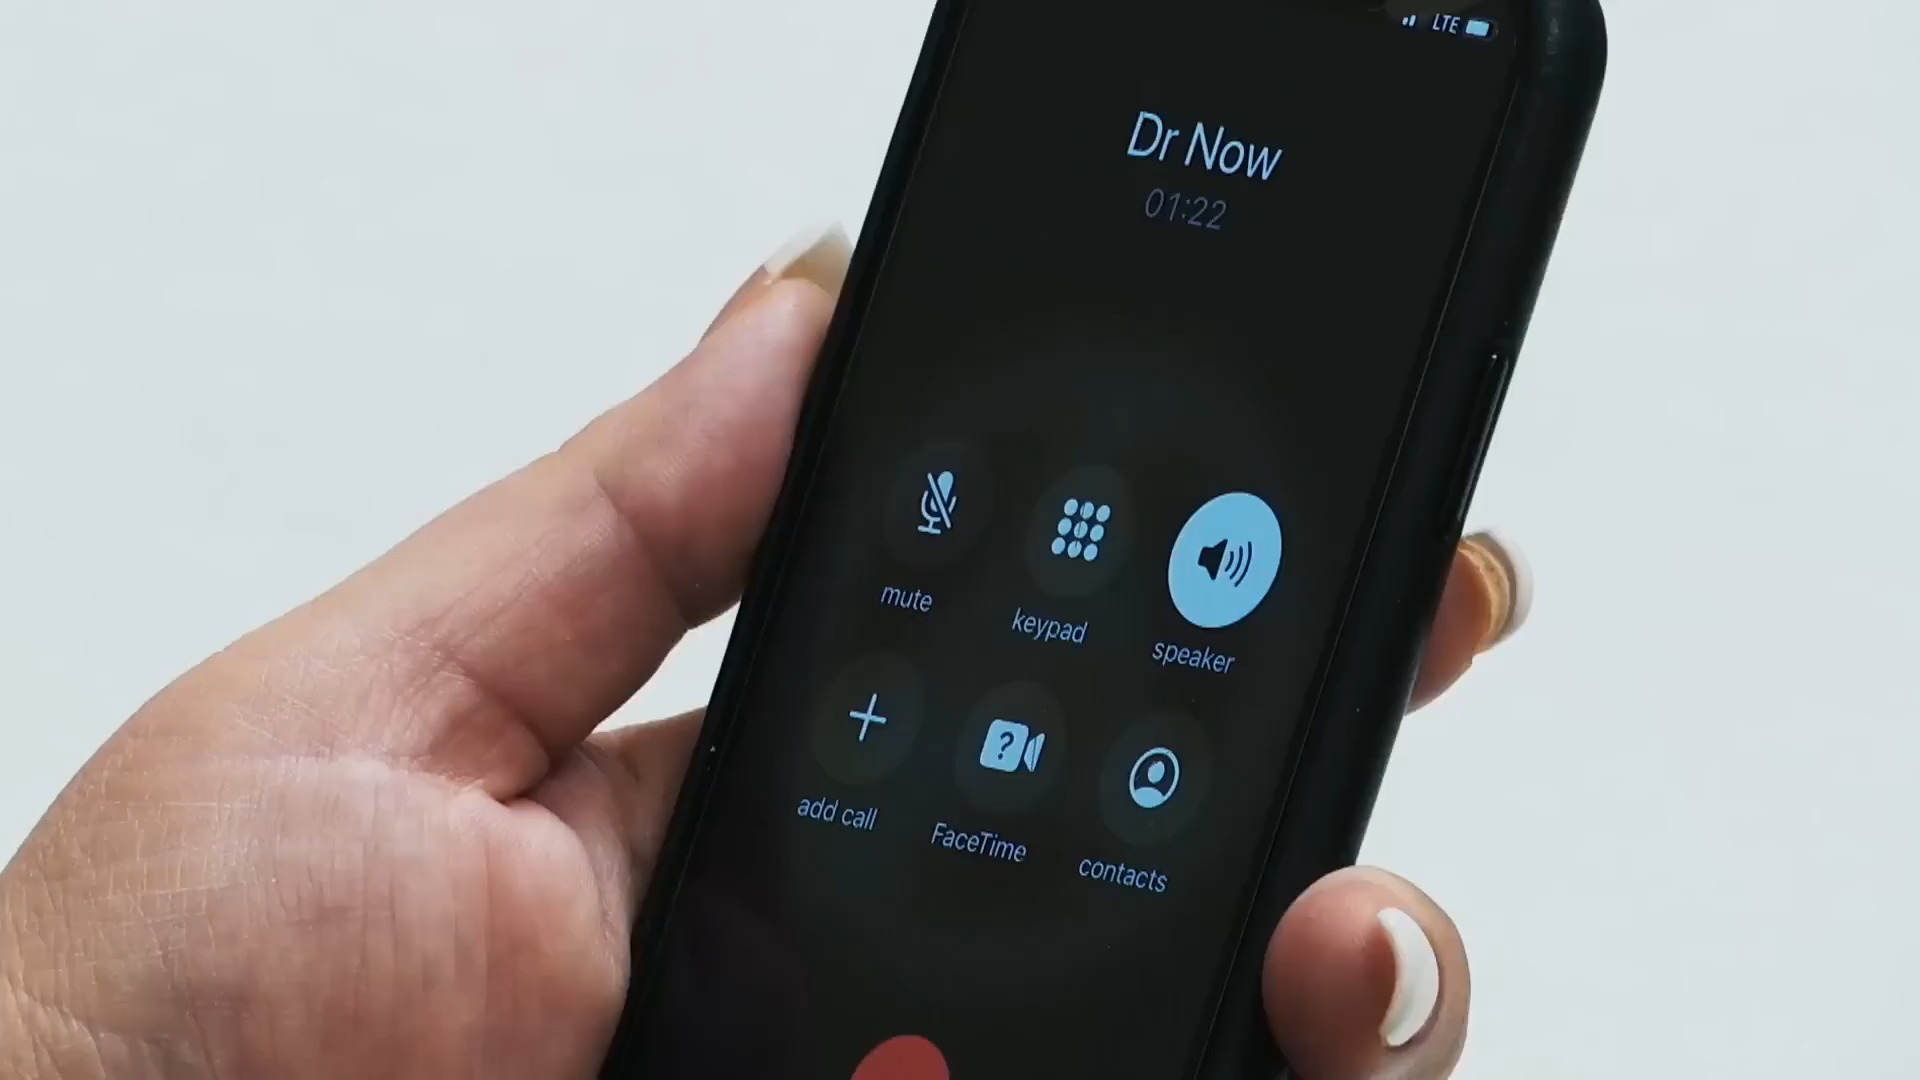 LTE
Dr Now
01:22
mute
keypad
speaker
add call
?
FaceTime
contacts